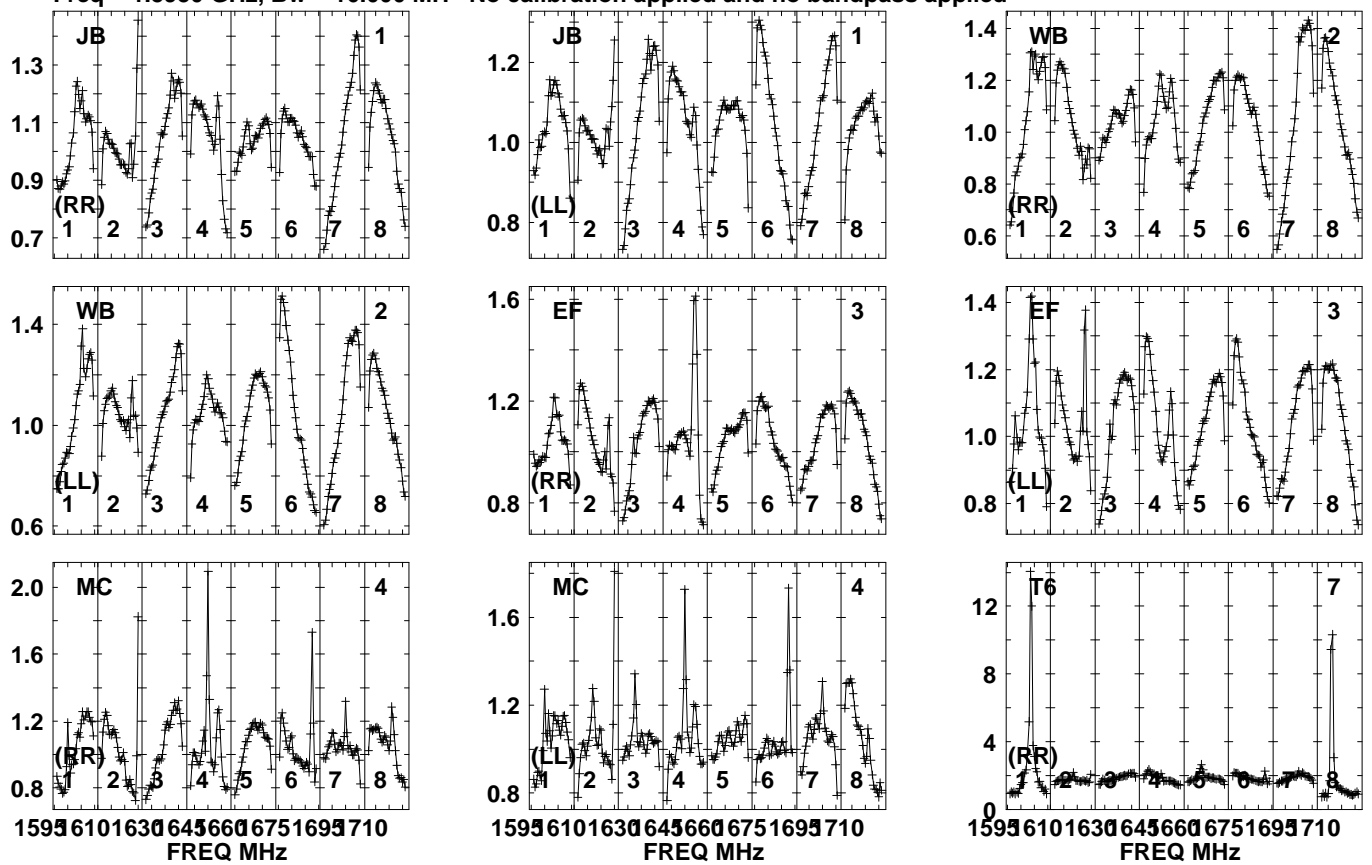 No calibration applied and no bandpass applied
JB 1 JB 1 WB 2
1.3 1.2 1.4
1.1 1.0 1.2
0.9 0.8 1.0
0.7 0.8
0.6
(RR) (LL) (RR)
1 2 3 4 5 6 7 8 1 2 3 4 5 6 7 8 1 2 3 4 5 6 7 8
WB 2 EF 3 EF 3
1.4 1.6 1.4
1.0 1.2 1.2
0.6 0.8 1.0
0.8
(LL) (RR) (LL)
1 2 3 4 5 6 7 8 1 2 3 4 5 6 7 8 1 2 3 4 5 6 7 8
MC 4 MC 4 T6 7
2.0 1.6 12
1.6 1.2 8
1.2 0.8 4
0.8 0
(RR) (LL) (RR)
1 2 3 4 5 6 7 8 1 2 3 4 5 6 7 8 1 2 3 4 5 6 7 8
1595 1610 1630 1645 1660 1675 1695 1710 1595 1610 1630 1645 1660 1675 1695 1710 1595 1610 1630 1645 1660 1675 1695 1710
FREQ MHz FREQ MHz FREQ MHz